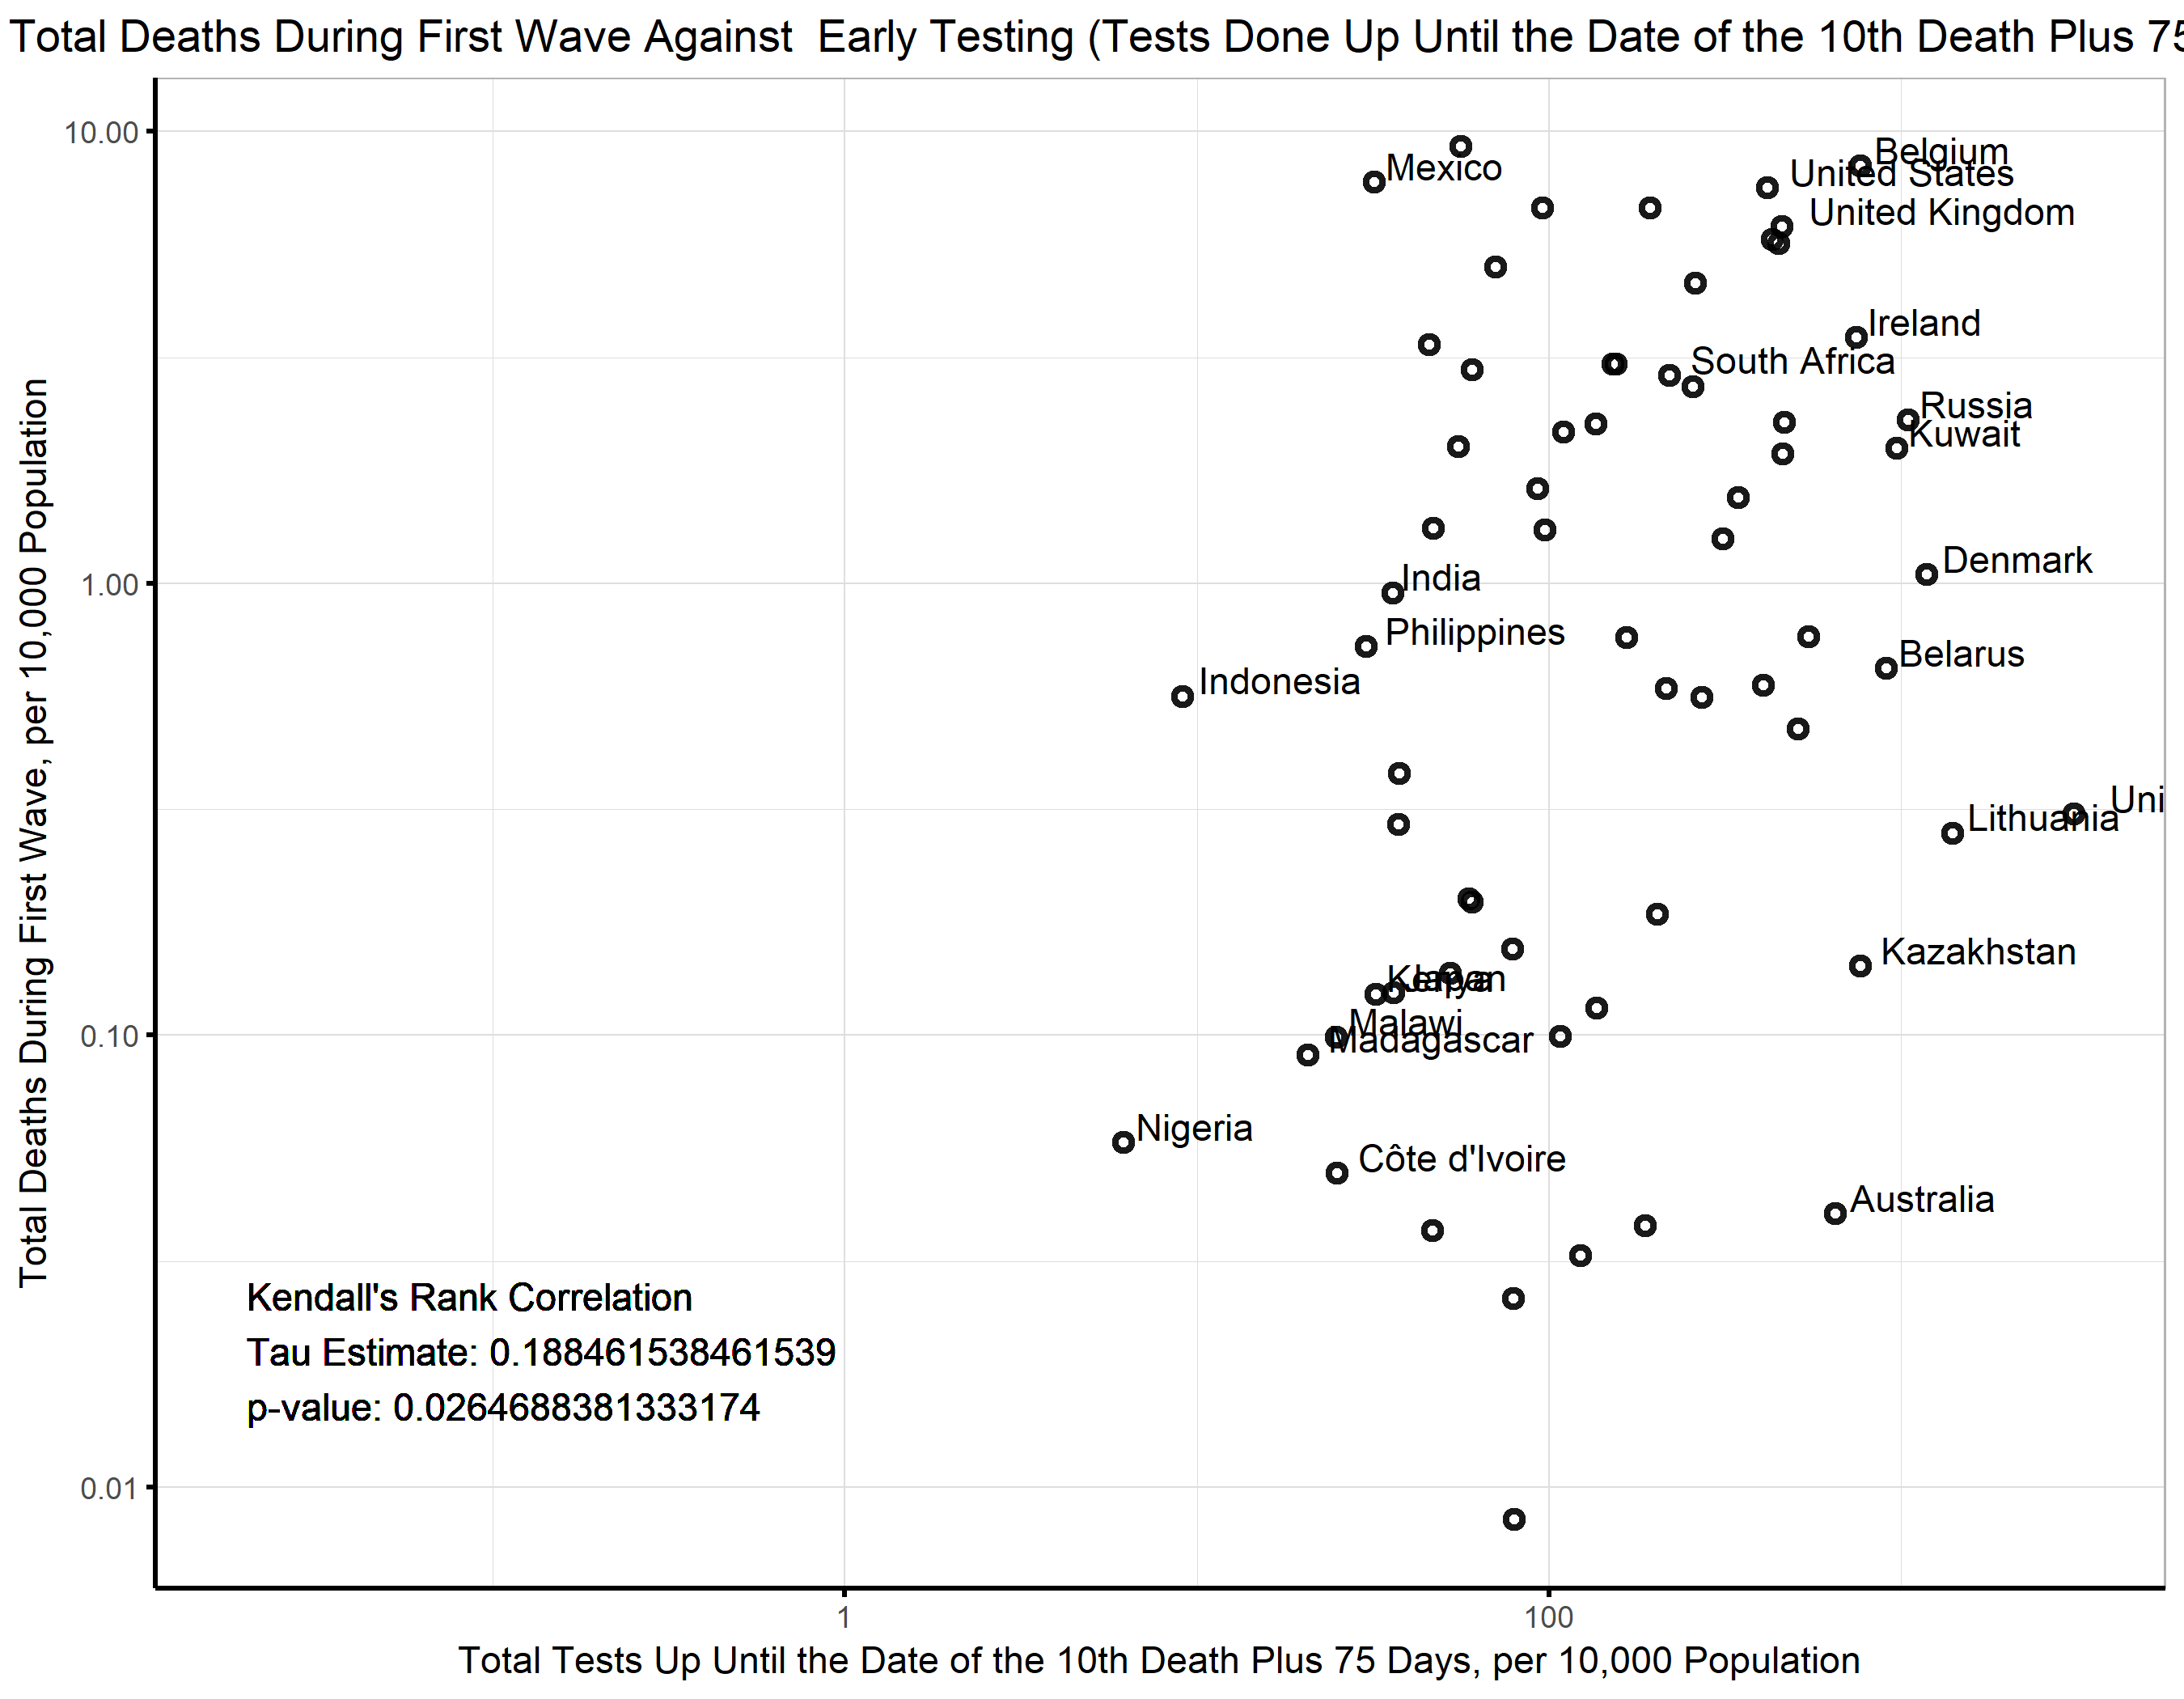 Total Deaths During First Wave Against  Early Testing (Tests Done Up Until the Date of the 10th Death Plus 75
10.00
1.00
0.10
0.01
Total Deaths During First Wave, per 10,000 Population
Belgium
Mexico
United States
United Kingdom
Ireland
South Africa
Russia
Kuwait
Denmark
India
Philippines
Belarus
Indonesia
Uni
Lithuania
Kazakhstan
Japan
Kenya
Malawi
Madagascar
Nigeria
Côte d'Ivoire
Australia
Kendall's Rank Correlation
Tau Estimate: 0.188461538461539
p-value: 0.0264688381333174
1
100
Total Tests Up Until the Date of the 10th Death Plus 75 Days, per 10,000 Population